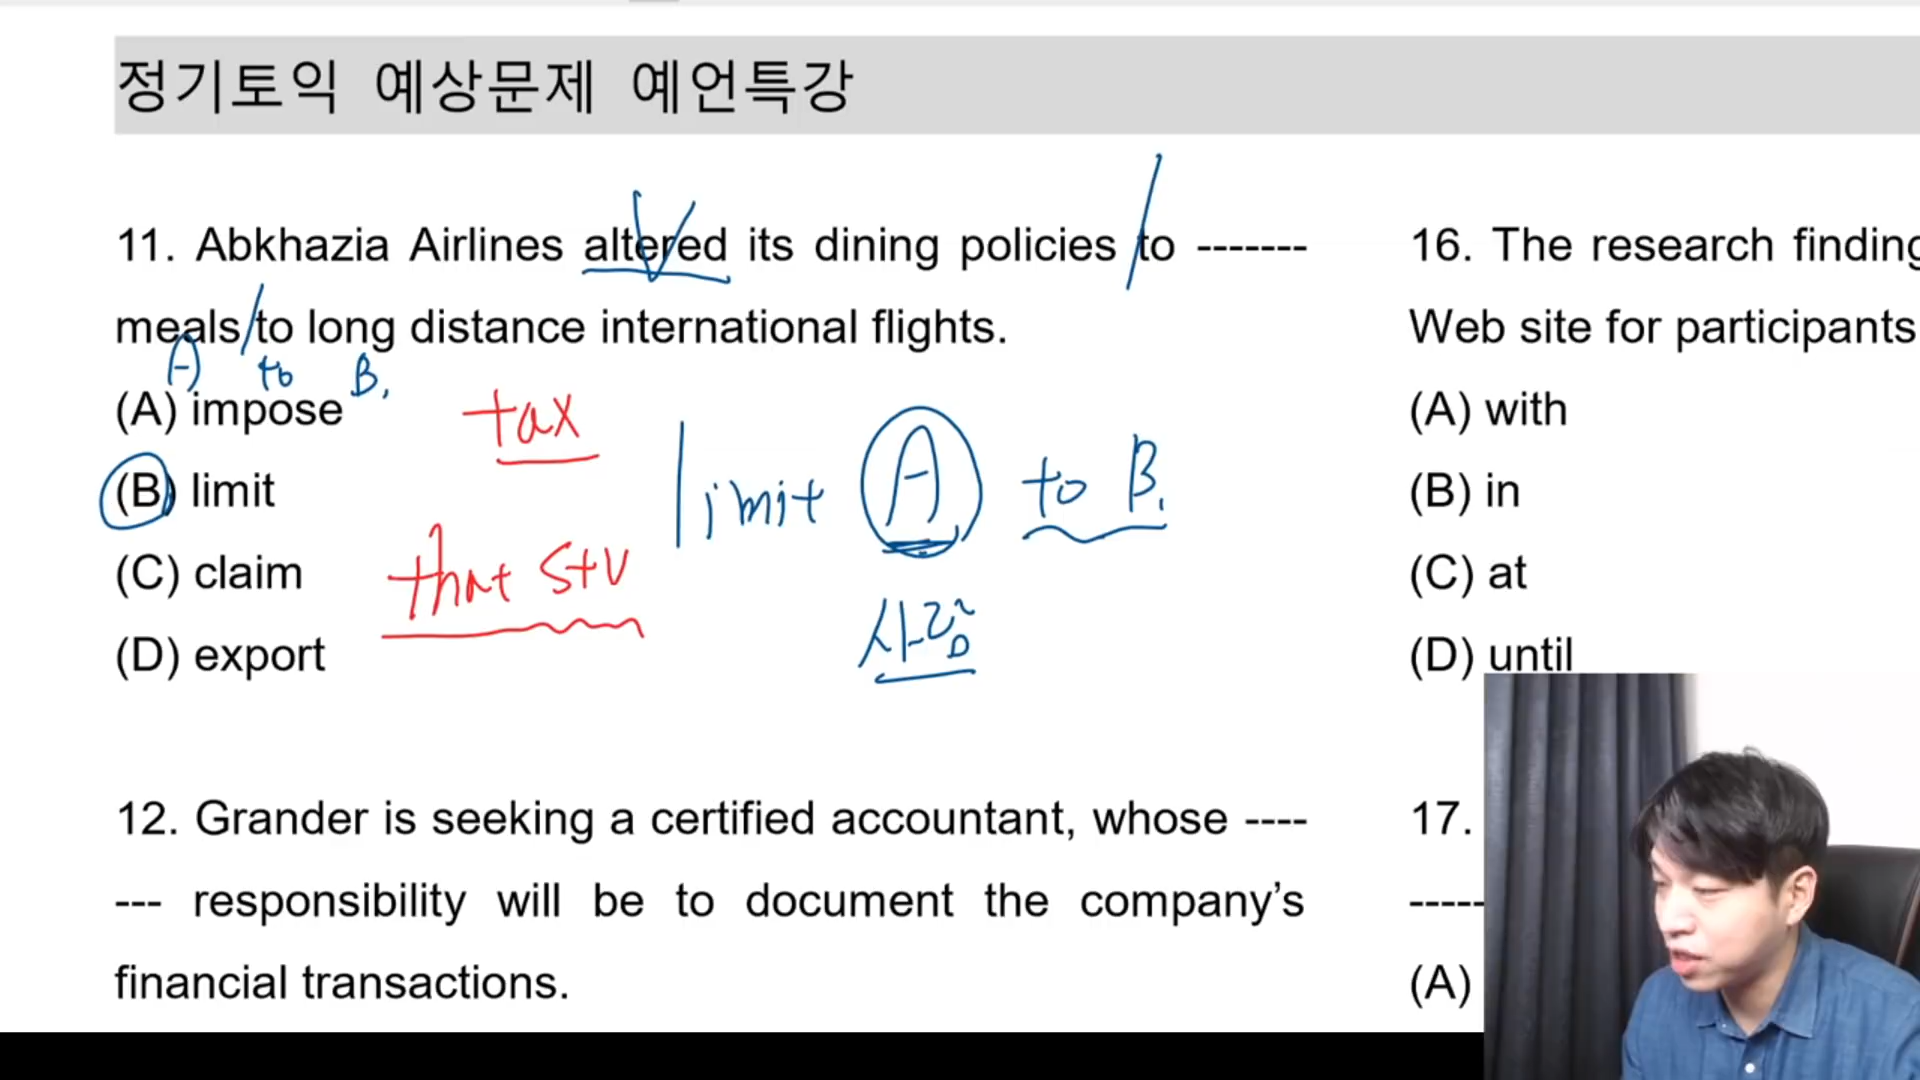 정기토익 예상문제 예언특강
11. Abkhazia Airlines altered its dining policies to -------
meals to long distance international flights.
A to B.
(A) impose
tax
(B) limit
limit A to B.
(C) claim
that S+V
사람
(D) export
12. Grander is seeking a certified accountant, whose ----
--- responsibility will be to document the company's
financial transactions.
16. The research finding
Web site for participants
(A) with
(B) in
(C) at
(D) until
17.
-----
(A)